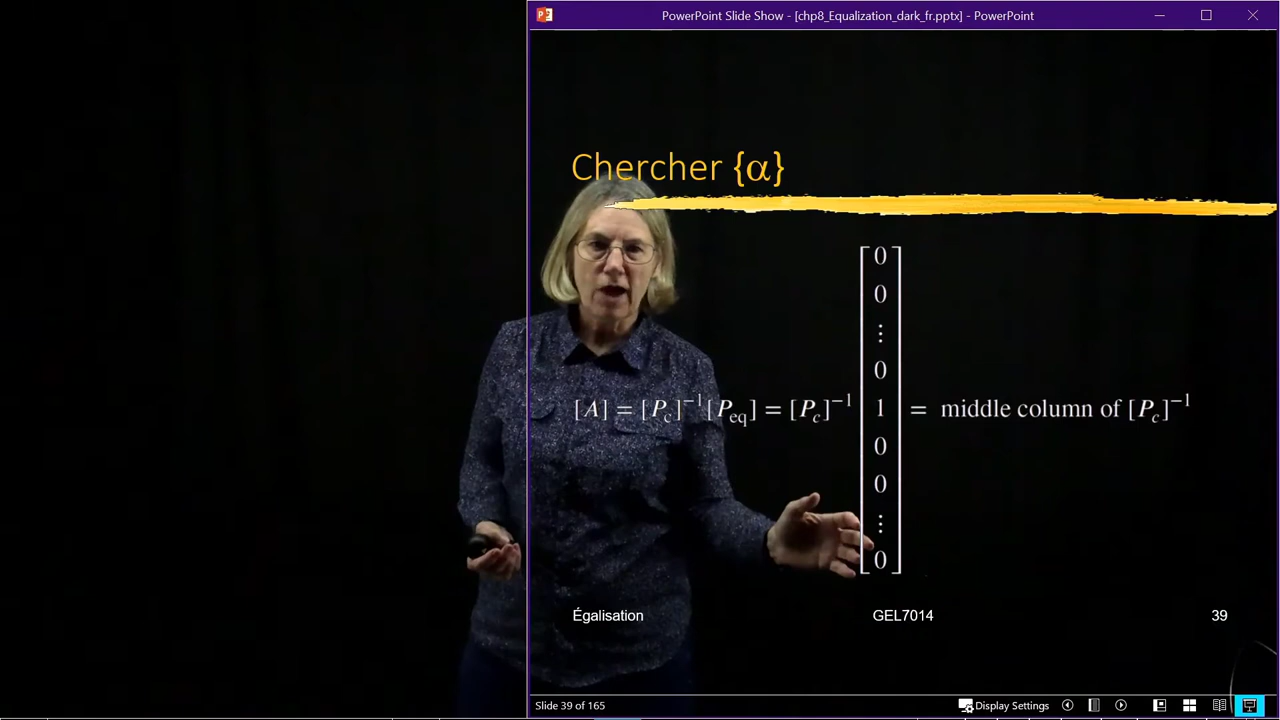 PowerPoint Slide Show - [chp8_Equalization_dark_fr.pptx] - PowerPoint
Chercher {α}
[A] = [P_c]^{-1} [P_eq] = [P_c]^{-1} [0 0 ⋮ 0 1 0 0 ⋮ 0] = middle column of [P_c]^{-1}
Égalisation GEL7014 39
Slide 39 of 165 Display Settings